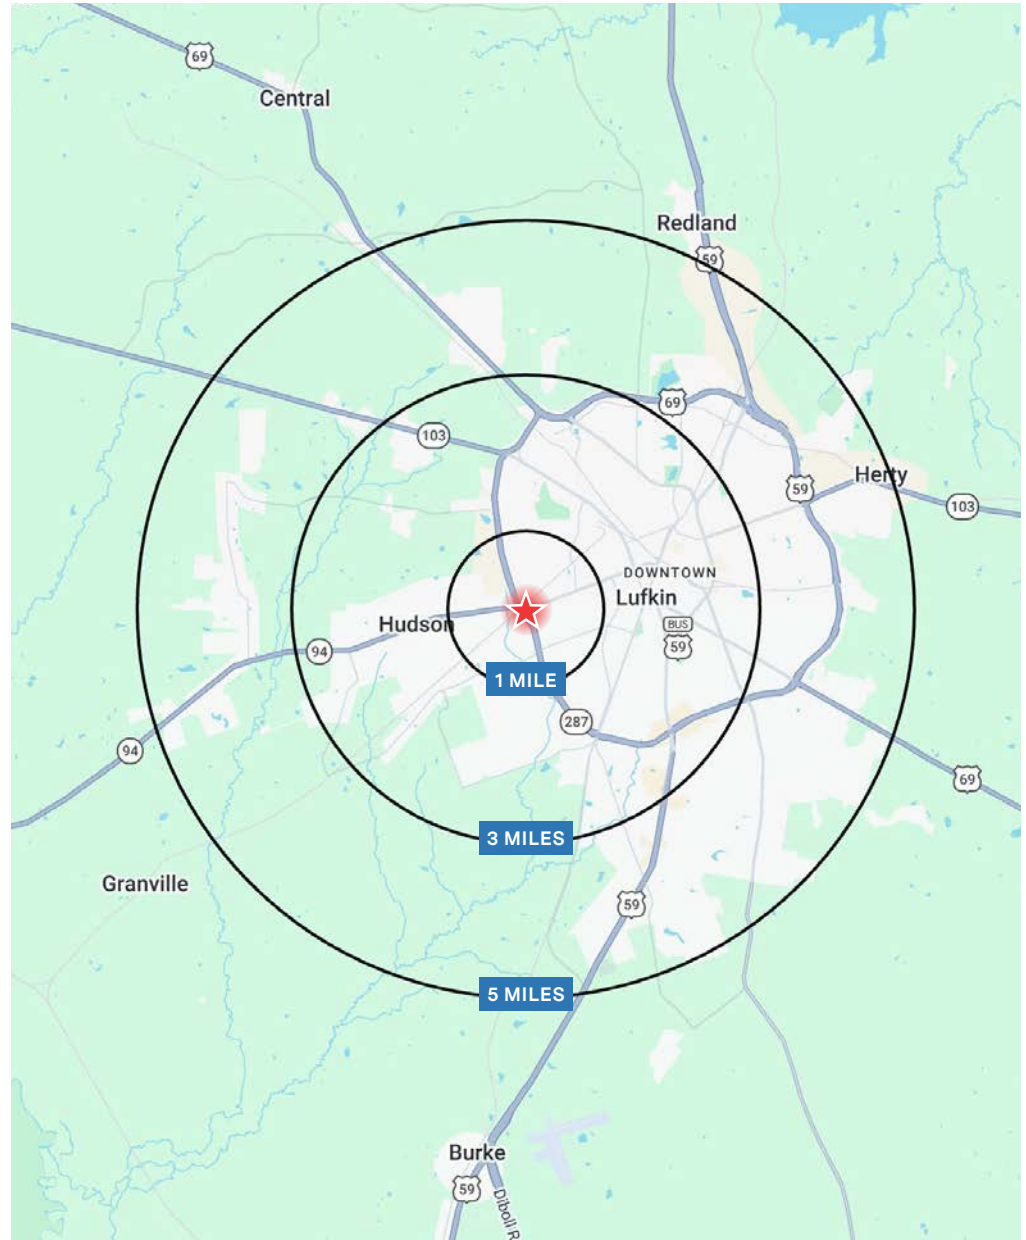 69
Central
Redland
59
69
103
59
Herty
103
DOWNTOWN
Lufkin
Hudson
BUS
59
94
1 MILE
287
94
69
3 MILES
Granville
59
5 MILES
Burke
59
Diboll R